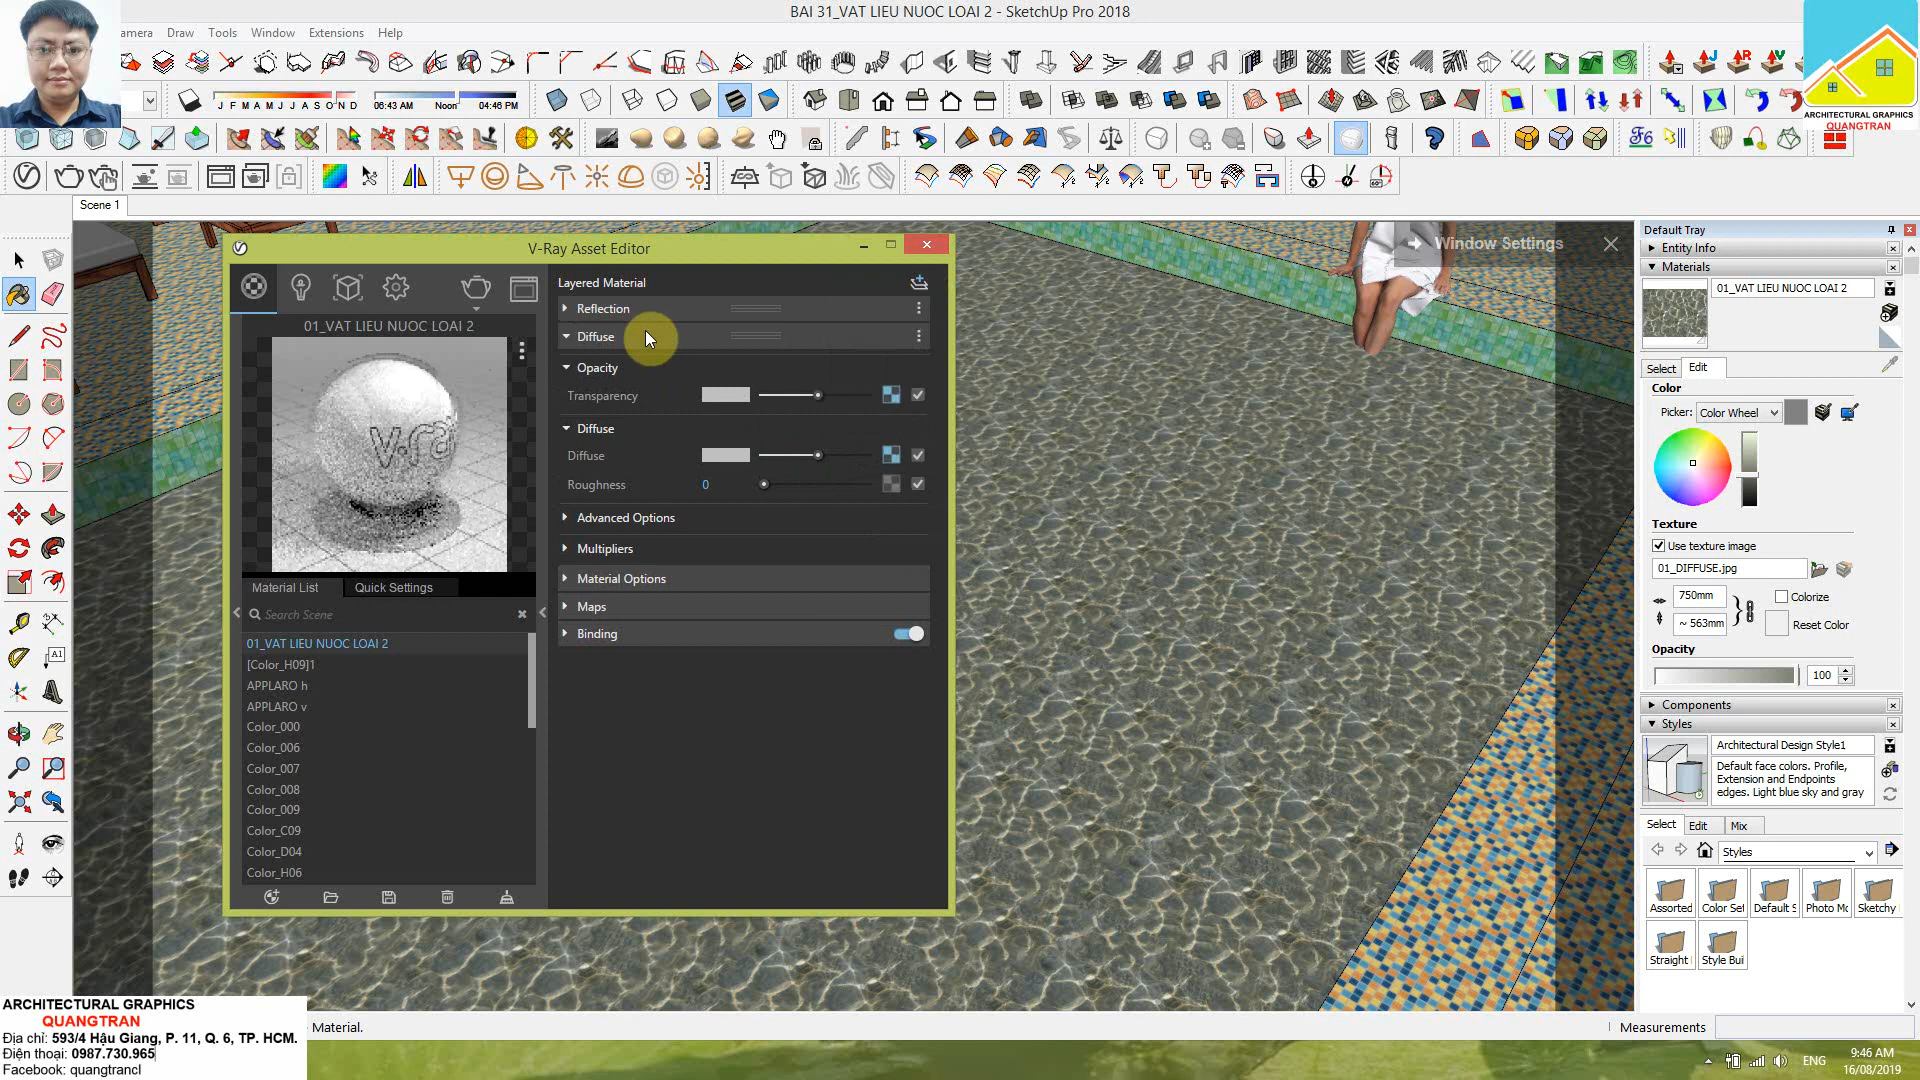 BAI 31_VAT LIEU NUOC LOAI 2 - SketchUp Pro 2018
amera Draw Tools Window Extensions Help
J F M A M J J A S O N D
06:43 AM Noon 04:46 PM
ARCHITECTURAL GRAPHICS
QUANGTRAN
Scene 1
V-Ray Asset Editor
Window Settings
01_VAT LIEU NUOC LOAI 2
Material List Quick Settings
Search Scene
01_VAT LIEU NUOC LOAI 2
[Color_H09]1
APPLARO h
APPLARO v
Color_000
Color_006
Color_007
Color_008
Color_009
Color_C09
Color_D04
Color_H06
Layered Material
Reflection
Diffuse
Opacity
Transparency
Diffuse
Diffuse
Roughness 0
Advanced Options
Multipliers
Material Options
Maps
Binding
Default Tray
Entity Info
Materials
01_VAT LIEU NUOC LOAI 2
Select Edit
Color
Picker: Color Wheel
Texture
Use texture image
01_DIFFUSE.jpg
750mm Colorize
~ 563mm Reset Color
Opacity
100
Components
Styles
Architectural Design Style1
Default face colors. Profile,
Extension and Endpoints
edges. Light blue sky and gray
Select Edit Mix
Styles
Assorted Color Set Default S Photo Mo Sketchy
Straight Style Buil
ARCHITECTURAL GRAPHICS
QUANGTRAN
Địa chỉ: 593/4 Hậu Giang, P. 11, Q. 6, TP. HCM.
Điện thoại: 0987.730.965
Facebook: quangtrancl
Material.
Measurements
ENG
9:46 AM
16/08/2019